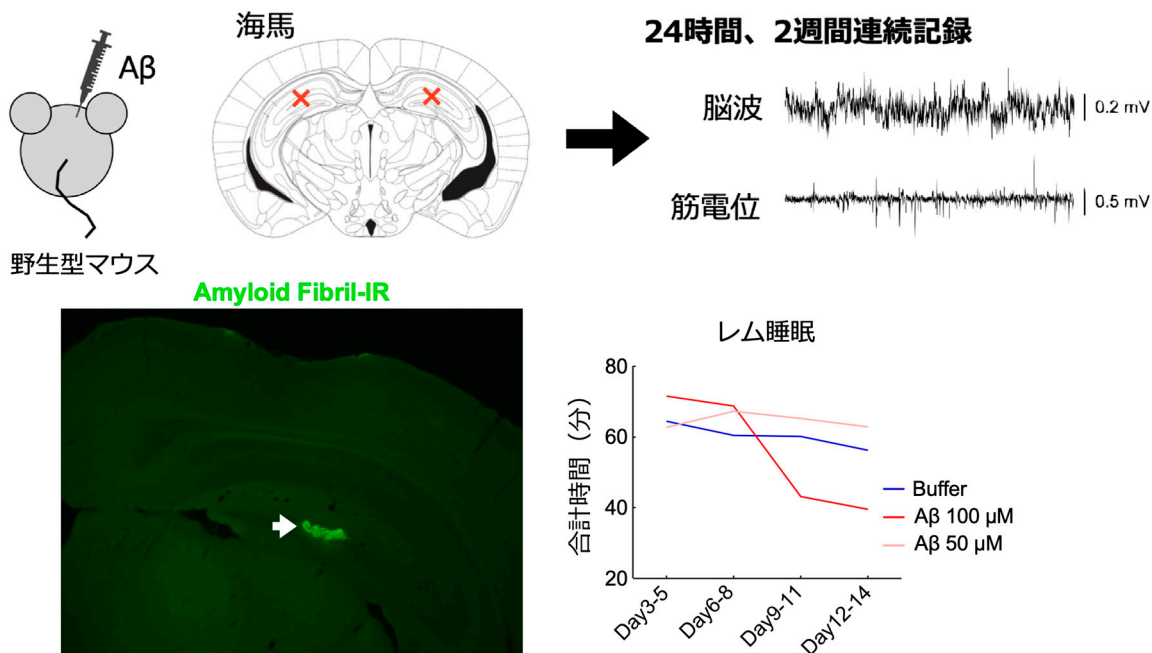 Aβ
海馬
野生型マウス
24時間、2週間連続記録
脳波
0.2 mV
筋電位
0.5 mV
Amyloid Fibril-IR
レム睡眠
合計時間（分）
80
60
40
20
Day3-5
Day6-8
Day9-11
Day12-14
Buffer
Aβ 100 μM
Aβ 50 μM